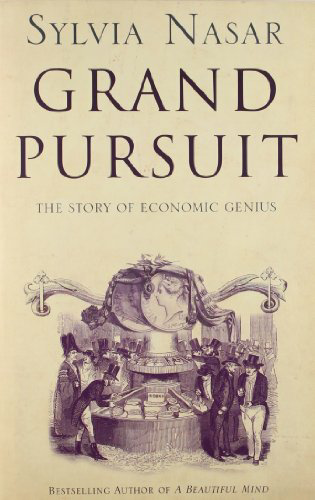 SYLVIA NASAR
GRAND
PURSUIT
THE STORY OF ECONOMIC GENIUS
BESTSELLING AUTHOR OF A BEAUTIFUL MIND